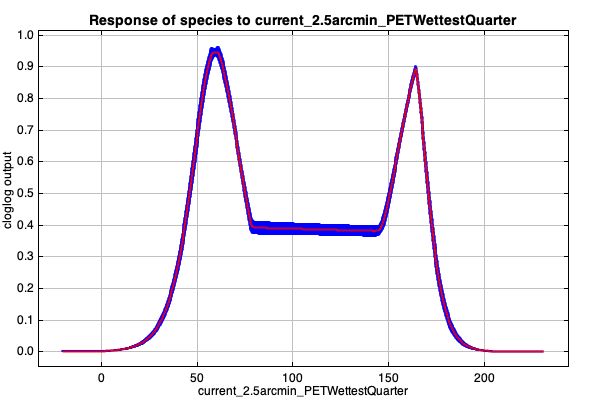 Response of species to current_2.5arcmin_PETWettestQuarter
1.0
0.9
0.8
0.7
0.6
0.5
0.4
0.3
0.2
0.1
0.0
cloglog output
0 50 100 150 200
current_2.5arcmin_PETWettestQuarter